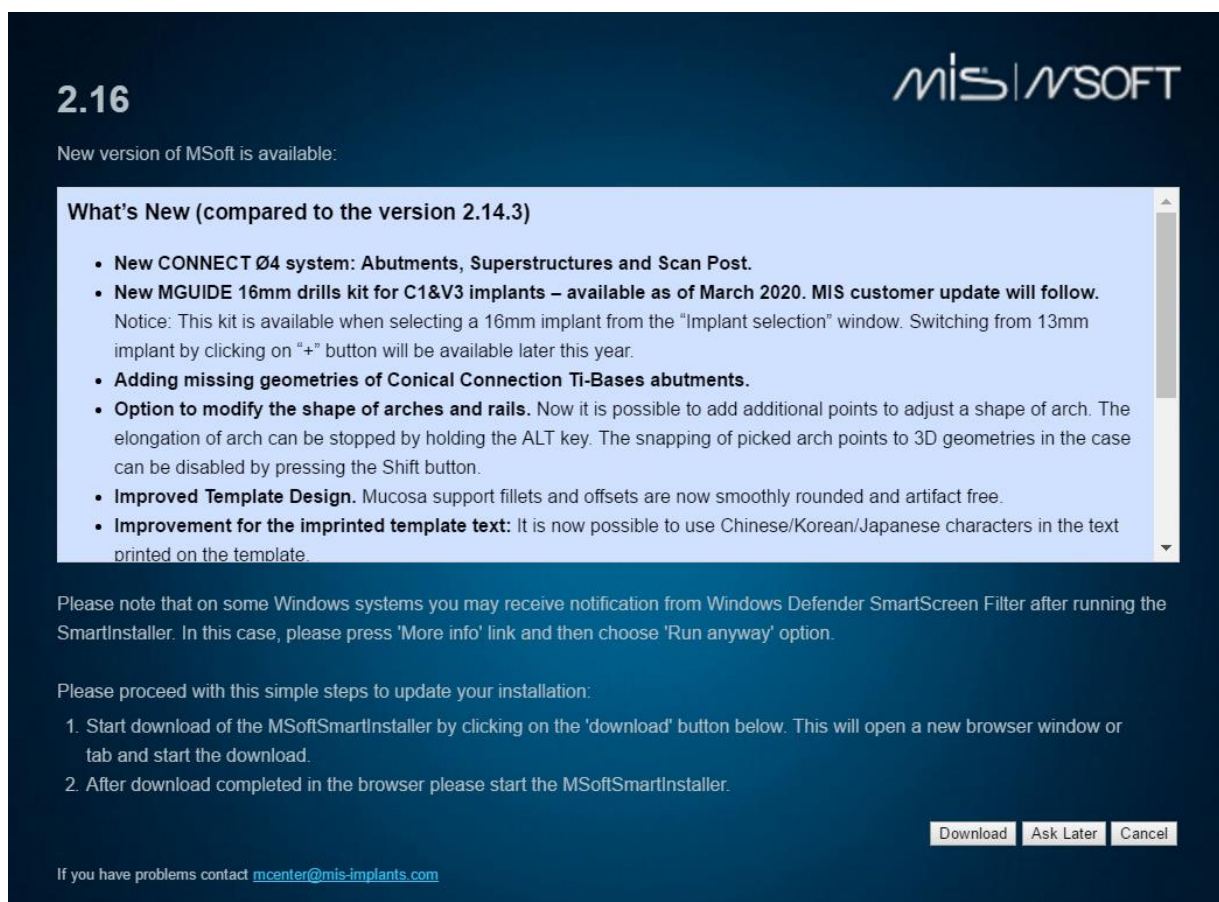 mis | MSOFT
2.16
New version of MSoft is available:
What's New (compared to the version 2.14.3)
• New CONNECT Ø4 system: Abutments, Superstructures and Scan Post.
• New MGUIDE 16mm drills kit for C1&V3 implants – available as of March 2020. MIS customer update will follow.
Notice: This kit is available when selecting a 16mm implant from the “Implant selection” window. Switching from 13mm
implant by clicking on “+” button will be available later this year.
• Adding missing geometries of Conical Connection Ti-Bases abutments.
• Option to modify the shape of arches and rails. Now it is possible to add additional points to adjust a shape of arch. The
elongation of arch can be stopped by holding the ALT key. The snapping of picked arch points to 3D geometries in the case
can be disabled by pressing the Shift button.
• Improved Template Design. Mucosa support fillets and offsets are now smoothly rounded and artifact free.
• Improvement for the imprinted template text: It is now possible to use Chinese/Korean/Japanese characters in the text
printed on the template.
Please note that on some Windows systems you may receive notification from Windows Defender SmartScreen Filter after running the
SmartInstaller. In this case, please press 'More info' link and then choose 'Run anyway' option.
Please proceed with this simple steps to update your installation:
1. Start download of the MSoftSmartInstaller by clicking on the 'download' button below. This will open a new browser window or
tab and start the download.
2. After download completed in the browser please start the MSoftSmartInstaller.
Download Ask Later Cancel
If you have problems contact mcenter@mis-implants.com